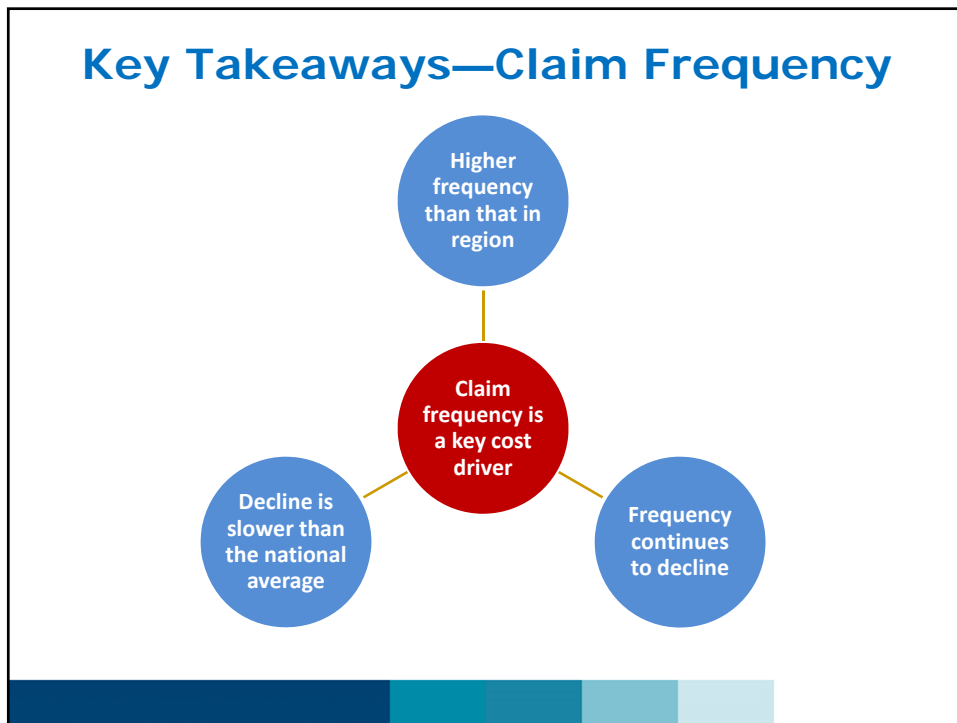 Key Takeaways—Claim Frequency
Higher
frequency
than that in
region
Claim
frequency is
a key cost
driver
Decline is
slower than
the national
average
Frequency
continues
to decline